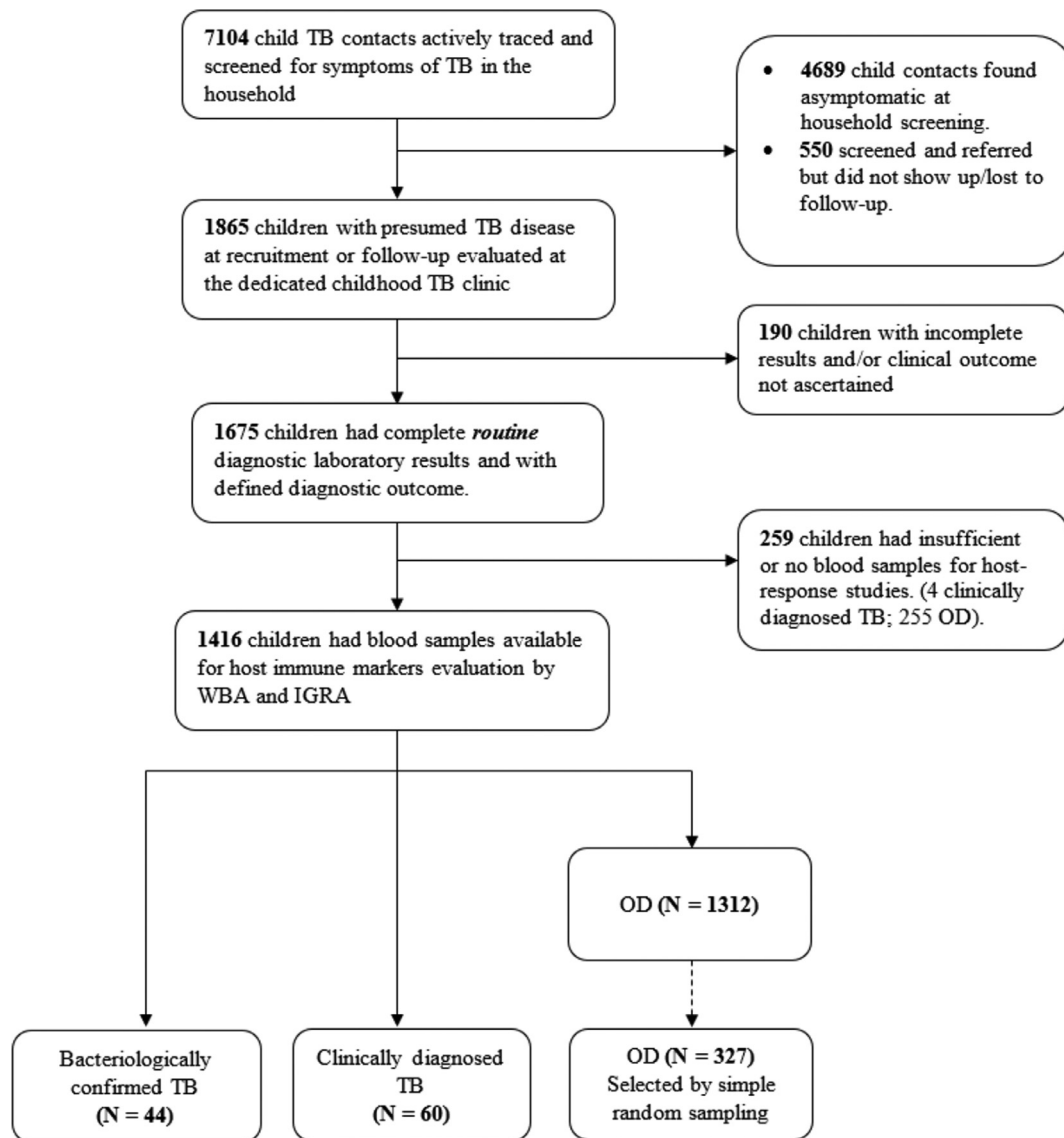 7104 child TB contacts actively traced and
screened for symptoms of TB in the
household
• 4689 child contacts found
asymptomatic at
household screening.
• 550 screened and referred
but did not show up/lost to
follow-up.
1865 children with presumed TB disease
at recruitment or follow-up evaluated at
the dedicated childhood TB clinic
190 children with incomplete
results and/or clinical outcome
not ascertained
1675 children had complete routine
diagnostic laboratory results and with
defined diagnostic outcome.
259 children had insufficient
or no blood samples for host-
response studies. (4 clinically
diagnosed TB; 255 OD).
1416 children had blood samples available
for host immune markers evaluation by
WBA and IGRA
OD (N = 1312)
Bacteriologically
confirmed TB
(N = 44)
Clinically diagnosed
TB
(N = 60)
OD (N = 327)
Selected by simple
random sampling